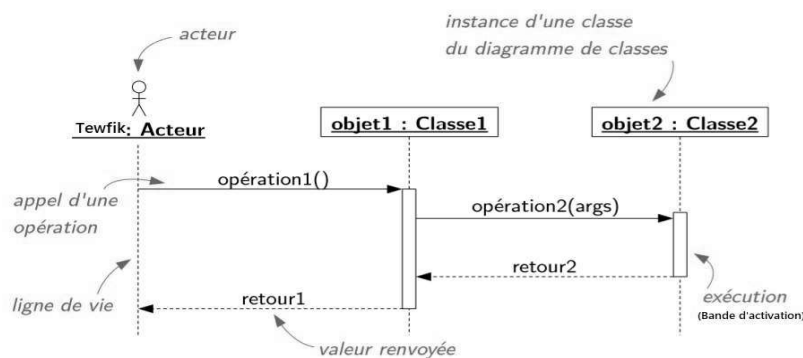 instance d'une classe
du diagramme de classes
acteur
Tewfik: Acteur
objet1 : Classe1
objet2 : Classe2
opération1()
appel d'une
opération
opération2(args)
retour2
ligne de vie
retour1
exécution
(Bande d'activation)
valeur renvoyée